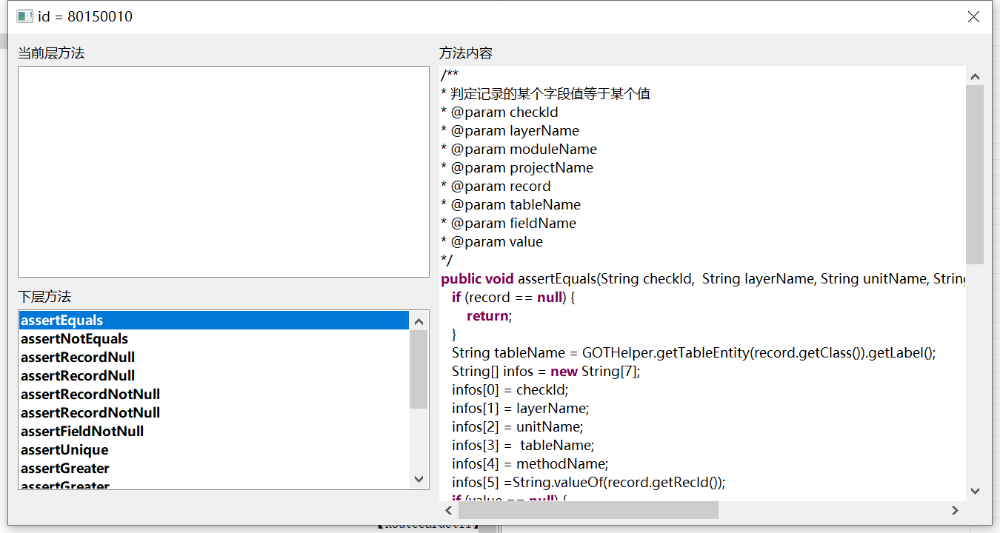 id = 80150010
当前层方法
下层方法
assertEquals
assertNotEquals
assertRecordNull
assertRecordNull
assertRecordNotNull
assertRecordNotNull
assertFieldNotNull
assertUnique
assertGreater
assertGreater
方法内容
/**
* 判定记录的某个字段值等于某个值
* @param checkId
* @param layerName
* @param moduleName
* @param projectName
* @param record
* @param tableName
* @param fieldName
* @param value
*/
public void assertEquals(String checkId,  String layerName, String unitName, String
if (record == null) {
return;
}
String tableName = GOTHelper.getTableEntity(record.getClass()).getLabel();
String[] infos = new String[7];
infos[0] = checkId;
infos[1] = layerName;
infos[2] = unitName;
infos[3] =  tableName;
infos[4] = methodName;
infos[5] =String.valueOf(record.getRecId());
if (value == null) {